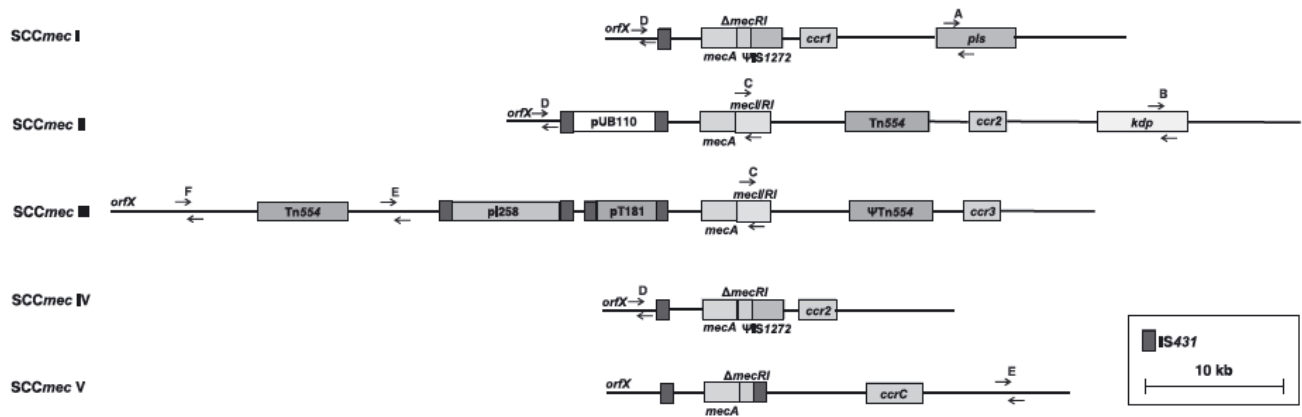 SCCmec I
orfX D ΔmecRI A
mecA ΨIS1272 ccr1 pls
SCCmec II
orfX D pUB110 C mecI/RI Tn554 ccr2 B kdp
mecA
SCCmec III
orfX F Tn554 E pI258 pT181 C mecI/RI ΨTn554 ccr3
mecA
SCCmec IV
orfX D ΔmecRI ccr2
mecA ΨIS1272
SCCmec V
orfX ΔmecRI ccrC E
mecA
IS431
10 kb